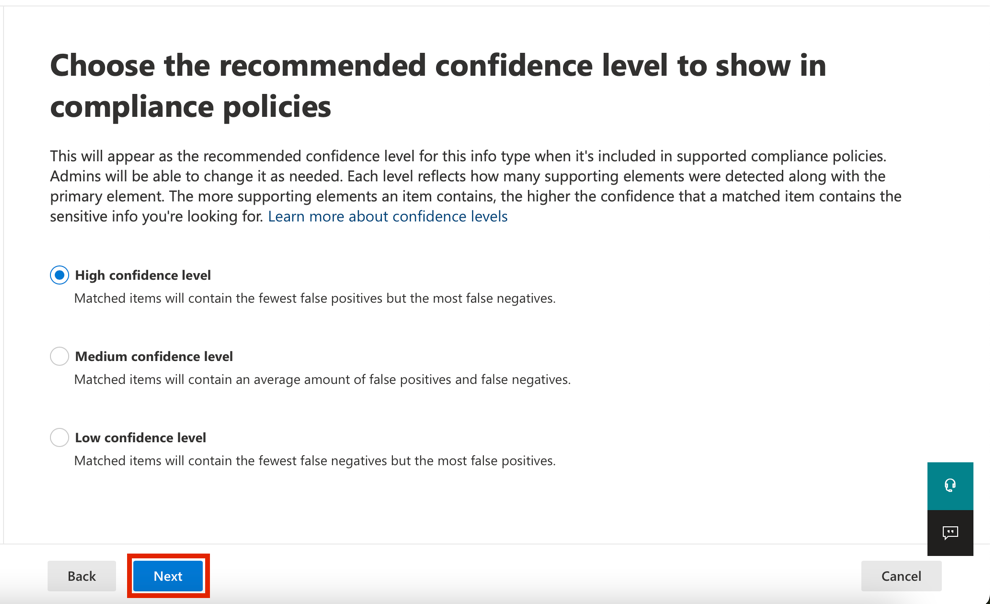 Choose the recommended confidence level to show in
compliance policies
This will appear as the recommended confidence level for this info type when it's included in supported compliance policies.
Admins will be able to change it as needed. Each level reflects how many supporting elements were detected along with the
primary element. The more supporting elements an item contains, the higher the confidence that a matched item contains the
sensitive info you're looking for. Learn more about confidence levels
High confidence level
Matched items will contain the fewest false positives but the most false negatives.
Medium confidence level
Matched items will contain an average amount of false positives and false negatives.
Low confidence level
Matched items will contain the fewest false negatives but the most false positives.
Back
Next
Cancel